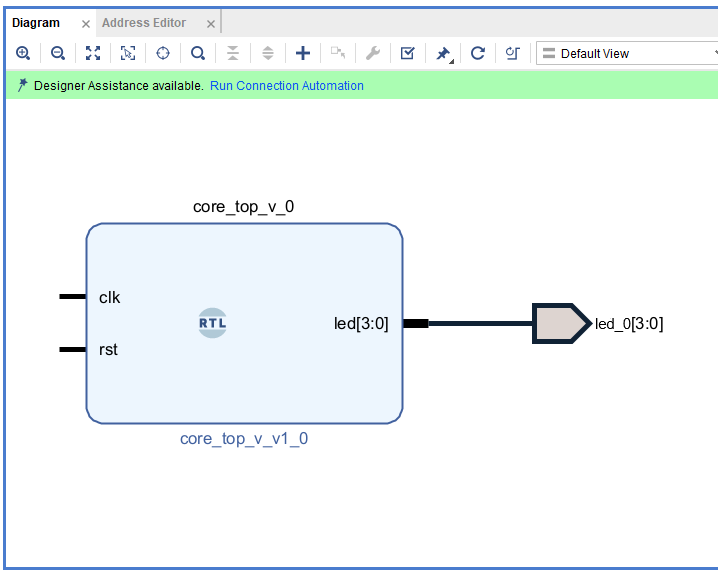 Diagram × Address Editor ×
Default View
Designer Assistance available. Run Connection Automation
core_top_v_0
clk
RTL
led[3:0]
led_0[3:0]
rst
core_top_v_v1_0